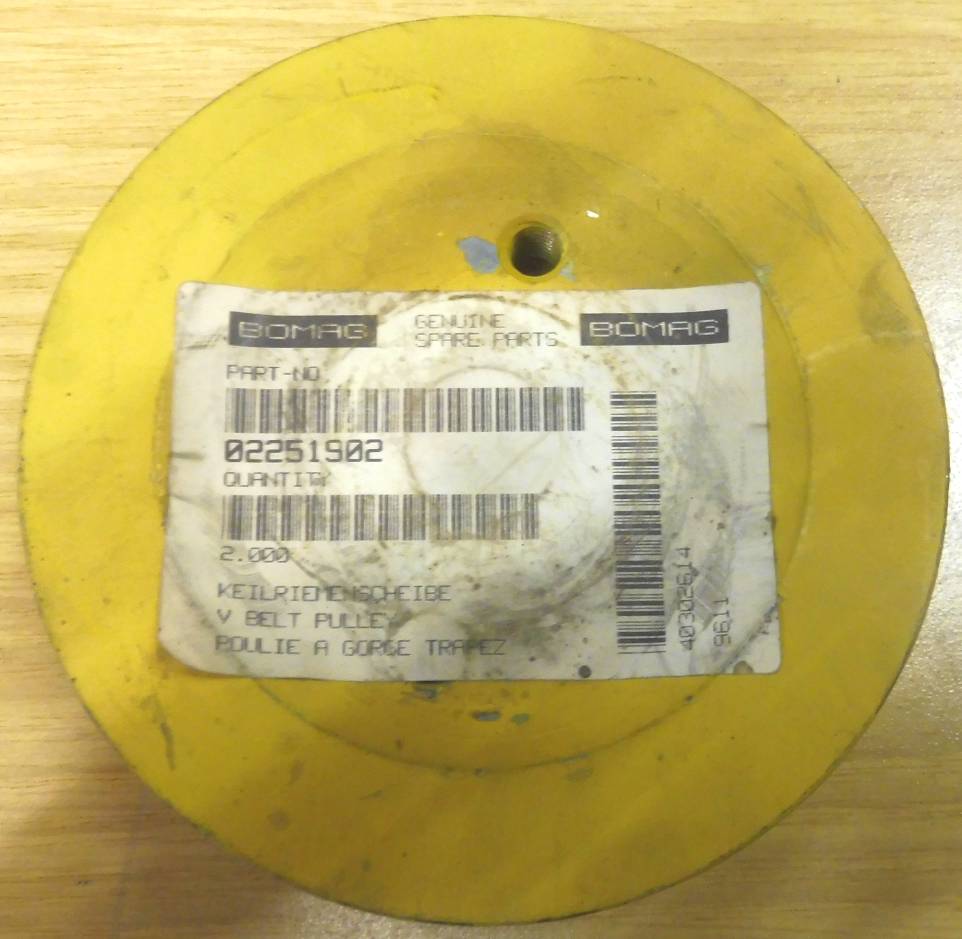 BOMAG GENUINE SPARE PARTS BOMAG
PART-NO
02251902
QUANTITY
2.000
KEILRIEMENSCHEIBE
V BELT PULLEY
POULIE A GORGE TRAPEZ
40302614
9611